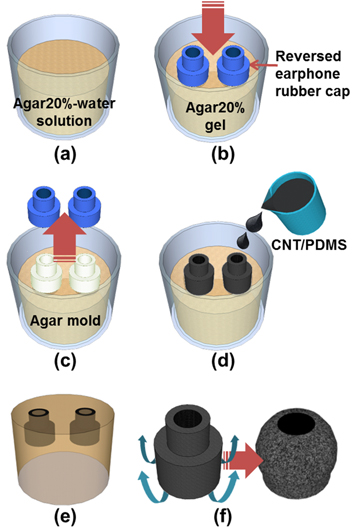 Agar20%-water
solution
(a)
Agar20%
gel
Reversed
earphone
rubber cap
(b)
Agar mold
(c)
CNT/PDMS
(d)
(e)
(f)